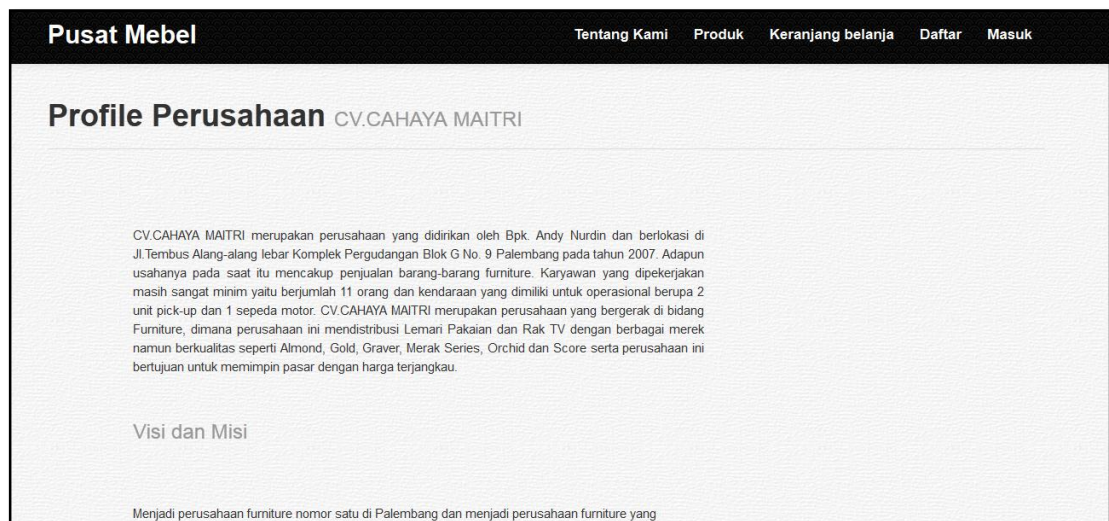 Pusat Mebel
Tentang Kami Produk Keranjang belanja Daftar Masuk
Profile Perusahaan CV.CAHAYA MAITRI
CV.CAHAYA MAITRI merupakan perusahaan yang didirikan oleh Bpk. Andy Nurdin dan berlokasi di
Jl.Tembus Alang-alang lebar Komplek Pergudangan Blok G No. 9 Palembang pada tahun 2007. Adapun
usahanya pada saat itu mencakup penjualan barang-barang furniture. Karyawan yang dipekerjakan
masih sangat minim yaitu berjumlah 11 orang dan kendaraan yang dimiliki untuk operasional berupa 2
unit pick-up dan 1 sepeda motor. CV.CAHAYA MAITRI merupakan perusahaan yang bergerak di bidang
Furniture, dimana perusahaan ini mendistribusi Lemari Pakaian dan Rak TV dengan berbagai merek
namun berkualitas seperti Almond, Gold, Graver, Merak Series, Orchid dan Score serta perusahaan ini
bertujuan untuk memimpin pasar dengan harga terjangkau.
Visi dan Misi
Menjadi perusahaan furniture nomor satu di Palembang dan menjadi perusahaan furniture yang